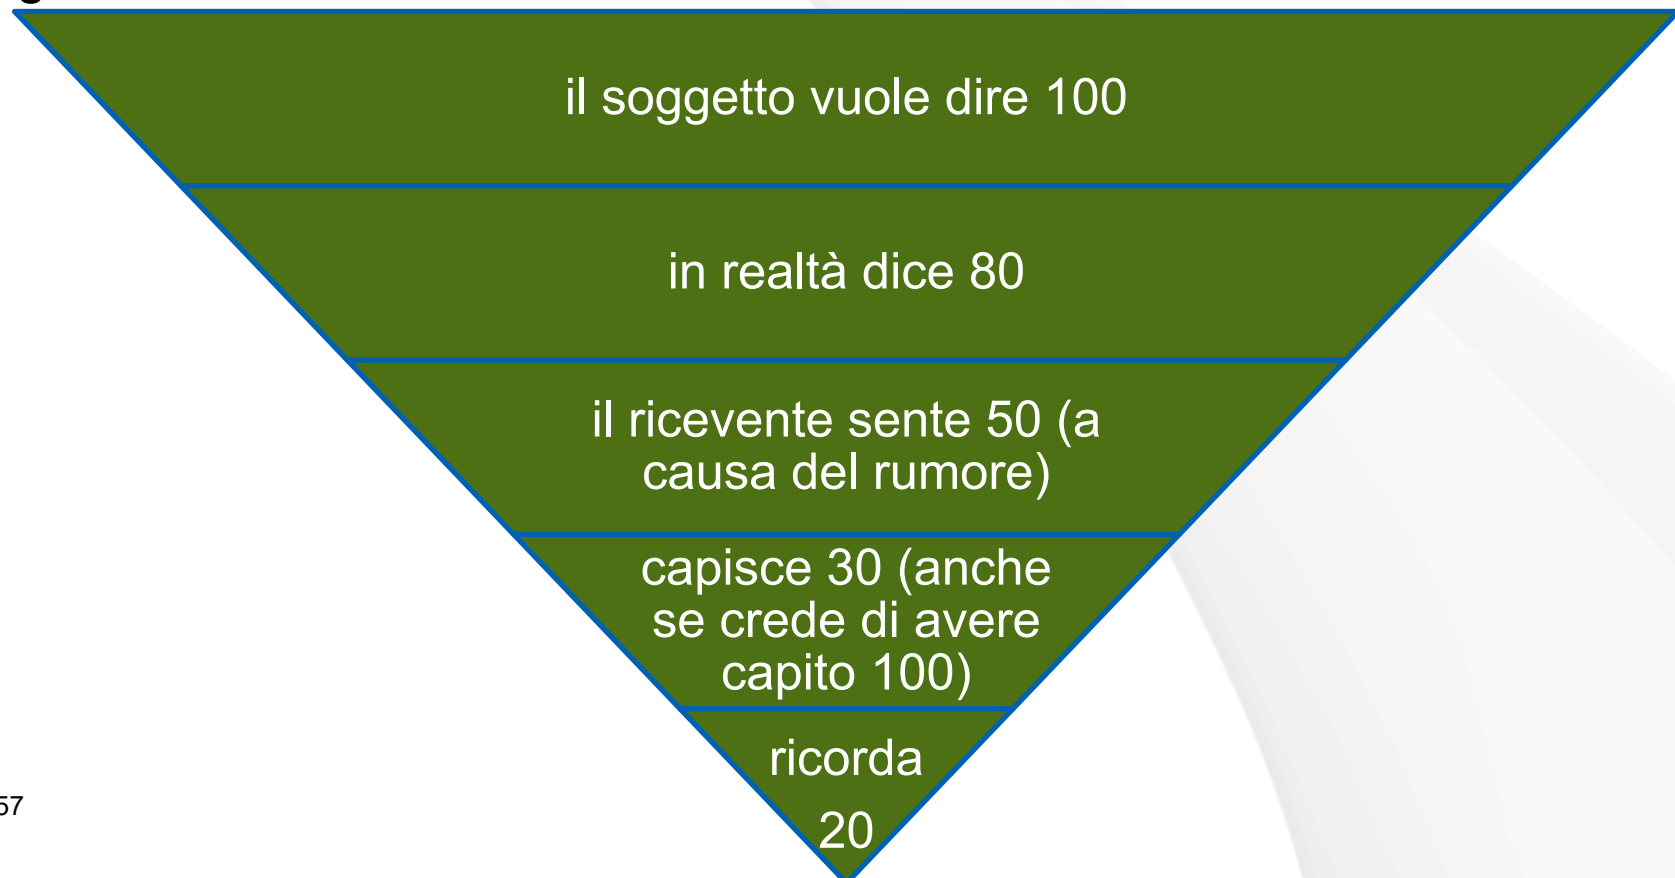 il soggetto vuole dire 100
in realtà dice 80
il ricevente sente 50 (a
causa del rumore)
capisce 30 (anche
se crede di avere
capito 100)
ricorda
20
57